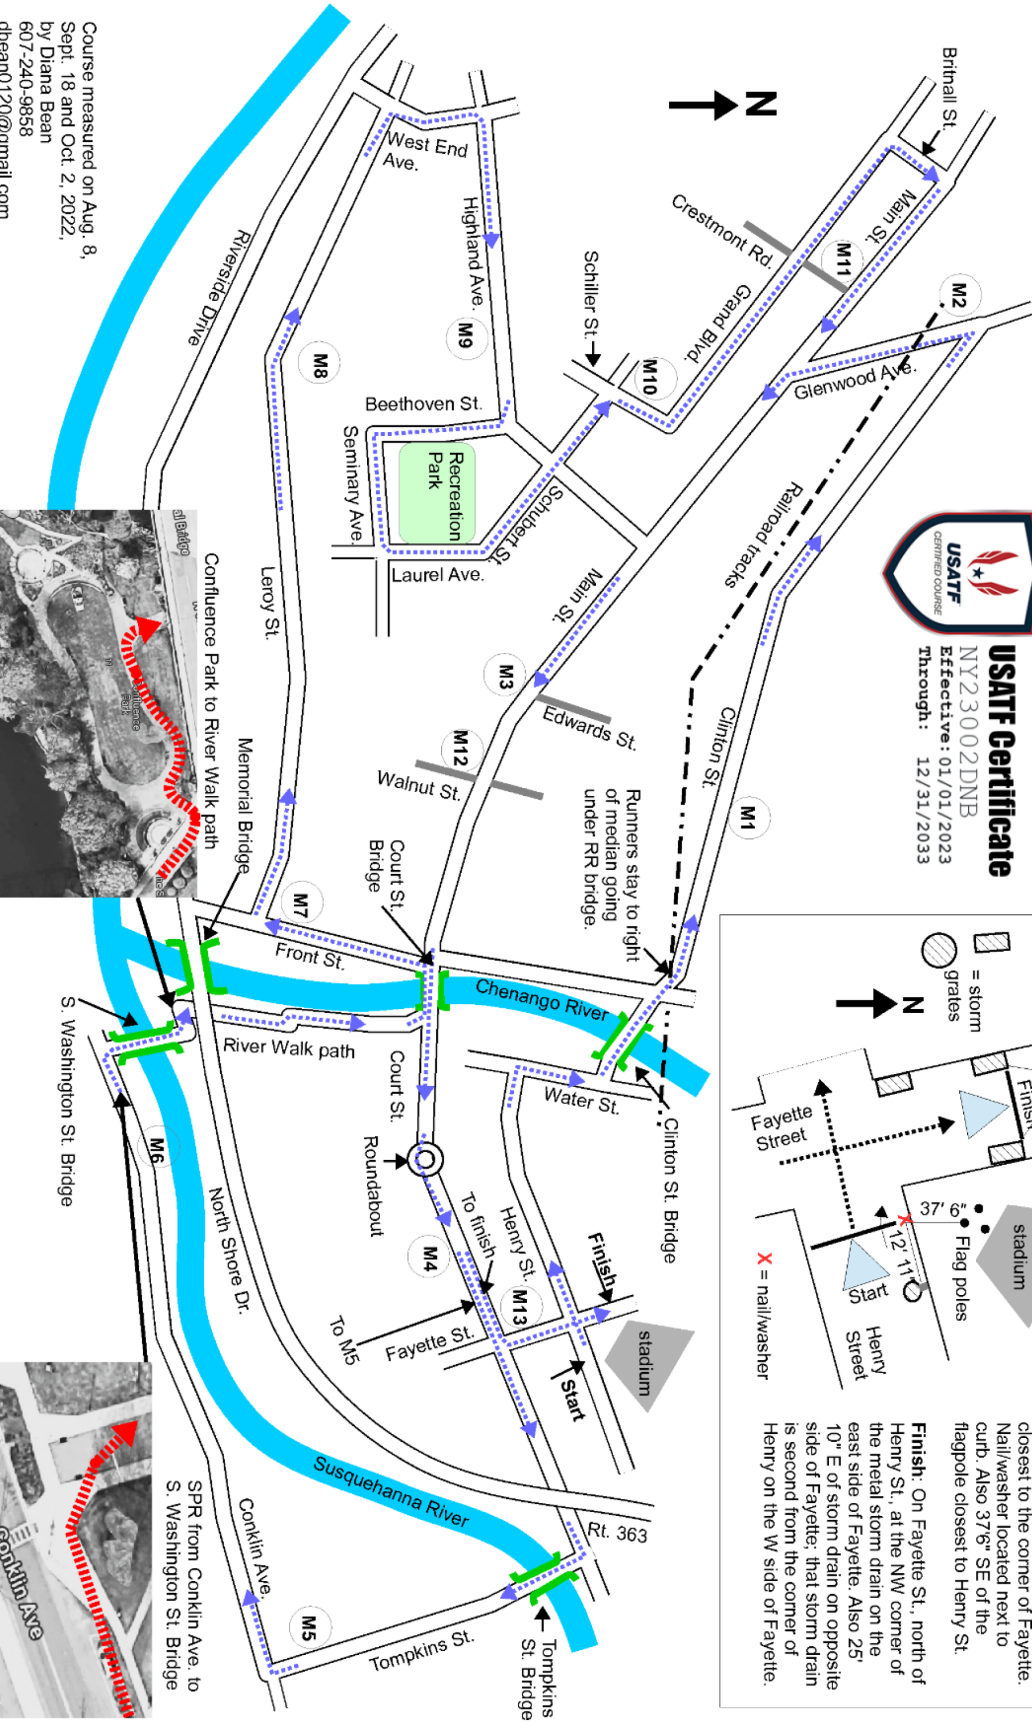 USATF Certificate
NY23002DNB
Effective: 01/01/2023
Through: 12/31/2033
USATF
CERTIFIED COURSE
N
Britnall St.
Main St.
M11
Crestmont Rd.
Grand Blvd.
M2
Glenwood Ave.
Schiller St.
M10
West End
Ave.
Highland Ave.
M9
Riverside Drive
M8
Beethoven St.
Seminary Ave.
Recreation
Park
Schubert St.
Laurel Ave.
Leroy St.
Railroad tracks
Main St.
M3
Edwards St.
M12
Walnut St.
Clinton St.
M1
Runners stay to right
of median going
under RR bridge.
Court St.
Bridge
Memorial Bridge
M7
Front St.
Chenango River
River Walk path
Court St.
Water St.
Clinton St. Bridge
Roundabout
S. Washington St. Bridge
M6
North Shore Dr.
To finish
Henry St.
Finish
M4
M13
To M5
Fayette St.
stadium
Start
Susquehanna River
Rt. 363
Conklin Ave.
M5
Tompkins St.
Tompkins
St. Bridge
Confluence Park to River Walk path
al Bridge
Confluence
Park
SPR from Conklin Ave. to
S. Washington St. Bridge
Conklin Ave
Course measured on Aug. 8,
Sept. 18 and Oct. 2, 2022,
by Diana Bean
607-240-9858
dbean0120@gmail.com
= storm
grates
N
Finish
Fayette
Street
37' 6"
12' 11"
Flag poles
stadium
Start
Henry
Street
X = nail/washer
closest to the corner of Fayette.
Nail/washer located next to
curb. Also 37'6" SE of the
flagpole closest to Henry St.
Finish: On Fayette St., north of
Henry St., at the NW corner of
the metal storm drain on the
east side of Fayette. Also 25'
10" E of storm drain on opposite
side of Fayette; that storm drain
is second from the corner of
Henry on the W side of Fayette.